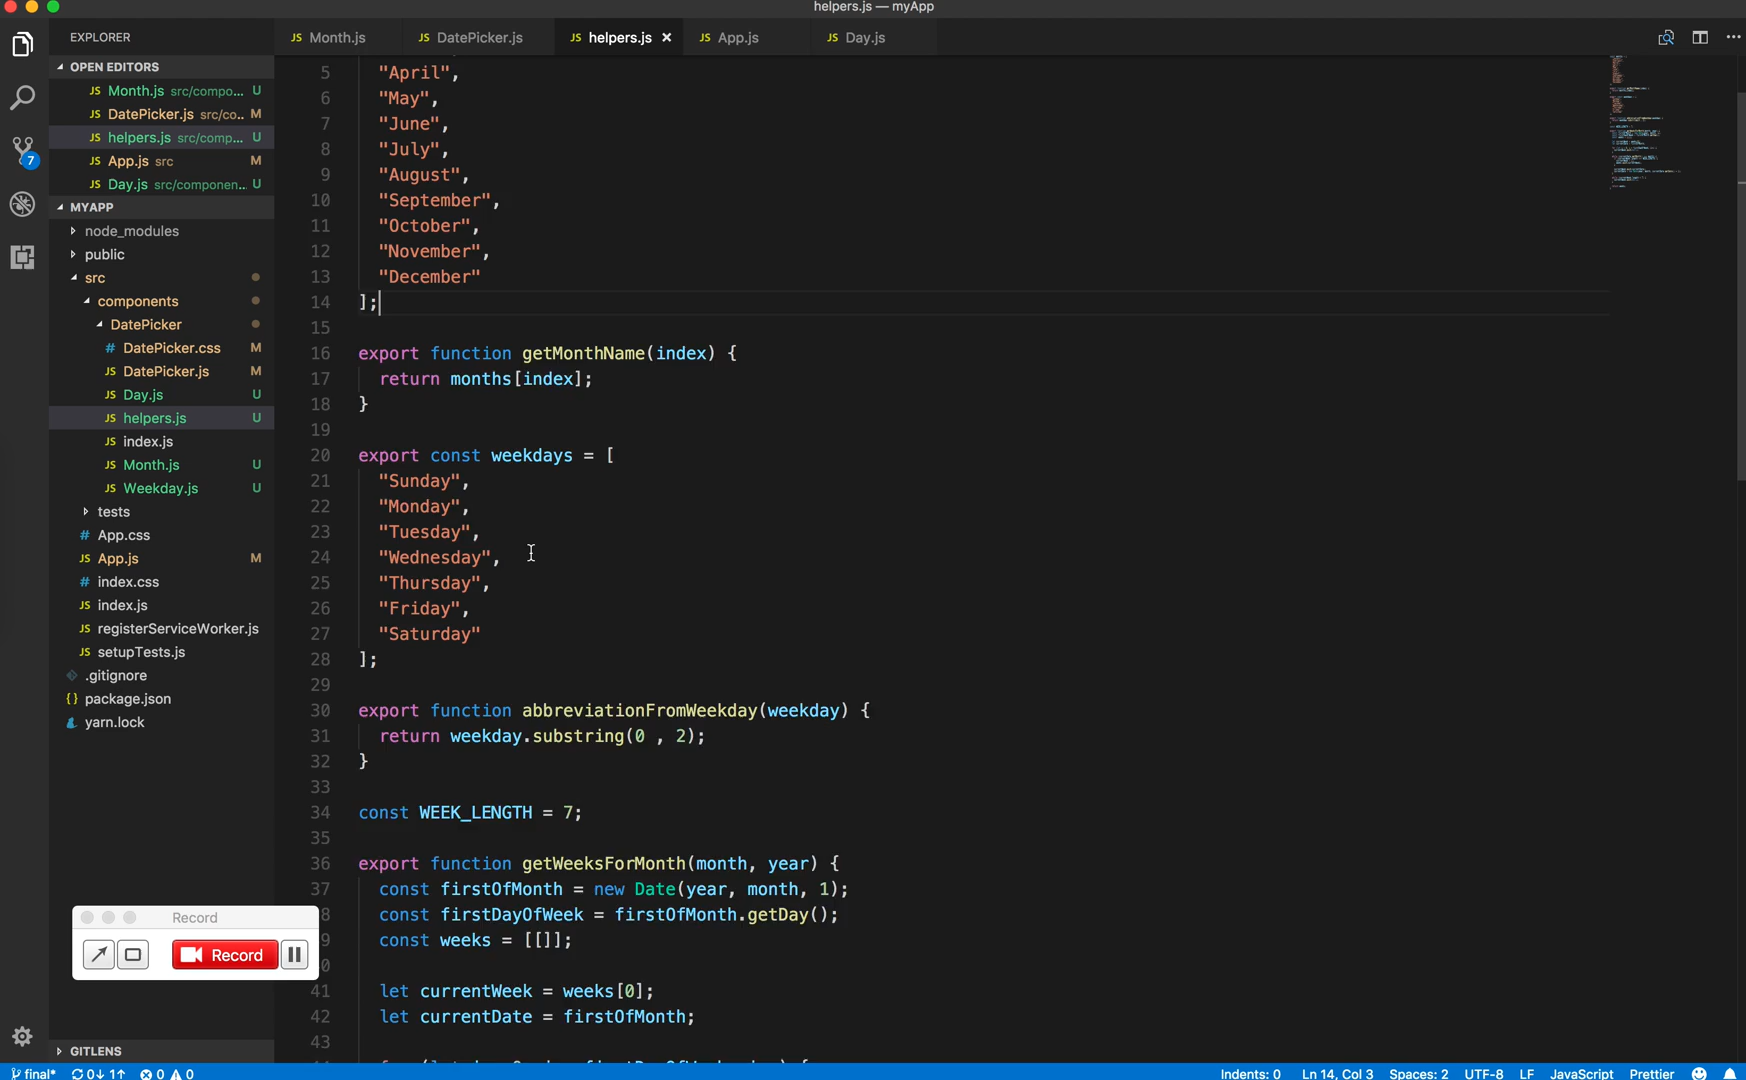 helpers.js — myApp
EXPLORER
JS Month.js
JS DatePicker.js
JS helpers.js ×
JS App.js
JS Day.js
OPEN EDITORS
JS Month.js src/compo... U
JS DatePicker.js src/co... M
JS helpers.js src/comp... U
JS App.js src M
JS Day.js src/componen... U
MYAPP
node_modules
public
src
components
DatePicker
# DatePicker.css M
JS DatePicker.js M
JS Day.js U
JS helpers.js U
JS index.js
JS Month.js U
JS Weekday.js U
tests
# App.css
JS App.js M
# index.css
JS index.js
JS registerServiceWorker.js
JS setupTests.js
.gitignore
{} package.json
yarn.lock
7
GITLENS
5 "April",
6 "May",
7 "June",
8 "July",
9 "August",
10 "September",
11 "October",
12 "November",
13 "December"
14 ];
15
16 export function getMonthName(index) {
17 return months[index];
18 }
19
20 export const weekdays = [
21 "Sunday",
22 "Monday",
23 "Tuesday",
24 "Wednesday",
25 "Thursday",
26 "Friday",
27 "Saturday"
28 ];
29
30 export function abbreviationFromWeekday(weekday) {
31 return weekday.substring(0 , 2);
32 }
33
34 const WEEK_LENGTH = 7;
35
36 export function getWeeksForMonth(month, year) {
37 const firstOfMonth = new Date(year, month, 1);
8 const firstDayOfWeek = firstOfMonth.getDay();
9 const weeks = [[]];
0
41 let currentWeek = weeks[0];
42 let currentDate = firstOfMonth;
43
Record
Record
final* 0↓ 1↑ 0 0
Indents: 0 Ln 14, Col 3 Spaces: 2 UTF-8 LF JavaScript Prettier